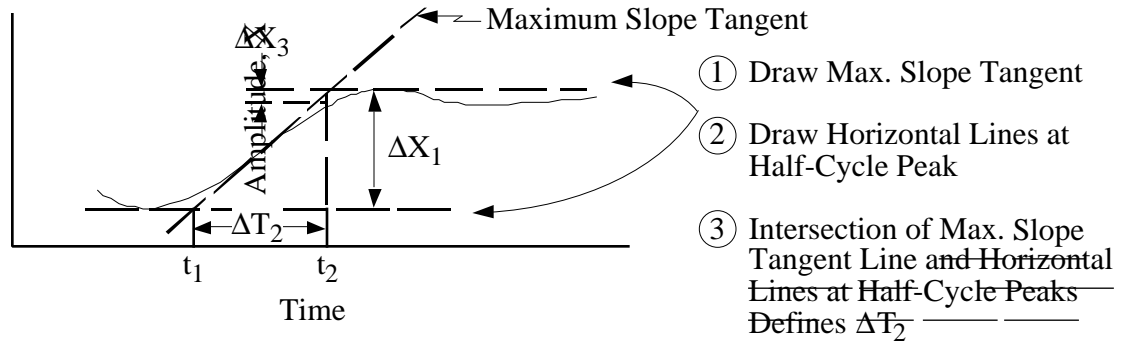 Maximum Slope Tangent
ΔX3
Amplitude, X
ΔX1
ΔT2
t1
t2
Time
1 Draw Max. Slope Tangent
2 Draw Horizontal Lines at
Half-Cycle Peak
3 Intersection of Max. Slope
Tangent Line and Horizontal
Lines at Half-Cycle Peaks
Defines ΔT2